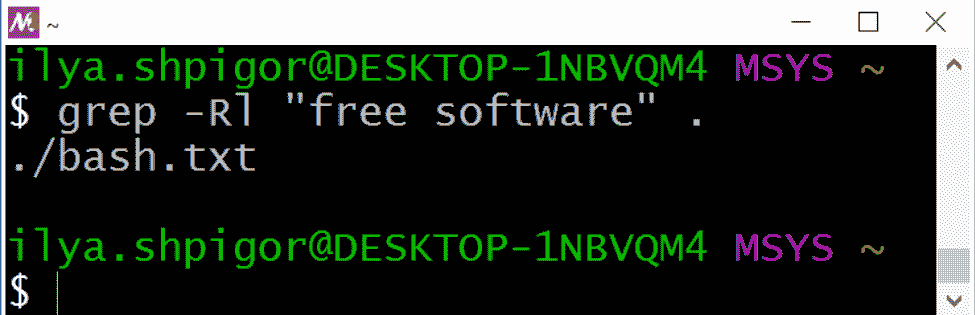 ~
ilya.shpigor@DESKTOP-1NBVQM4 MSYS ~
$ grep -Rl "free software" .
./bash.txt
ilya.shpigor@DESKTOP-1NBVQM4 MSYS ~
$